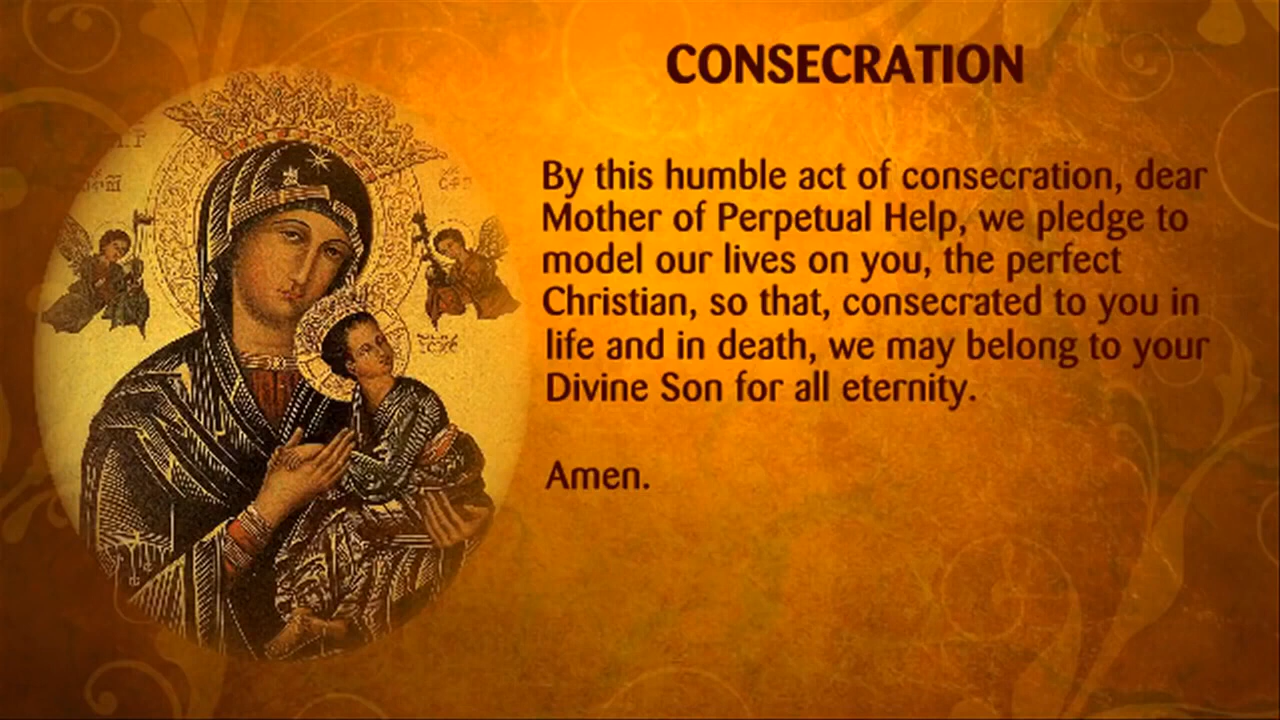 CONSECRATION
By this humble act of consecration, dear
Mother of Perpetual Help, we pledge to
model our lives on you, the perfect
Christian, so that, consecrated to you in
life and in death, we may belong to your
Divine Son for all eternity.
Amen.